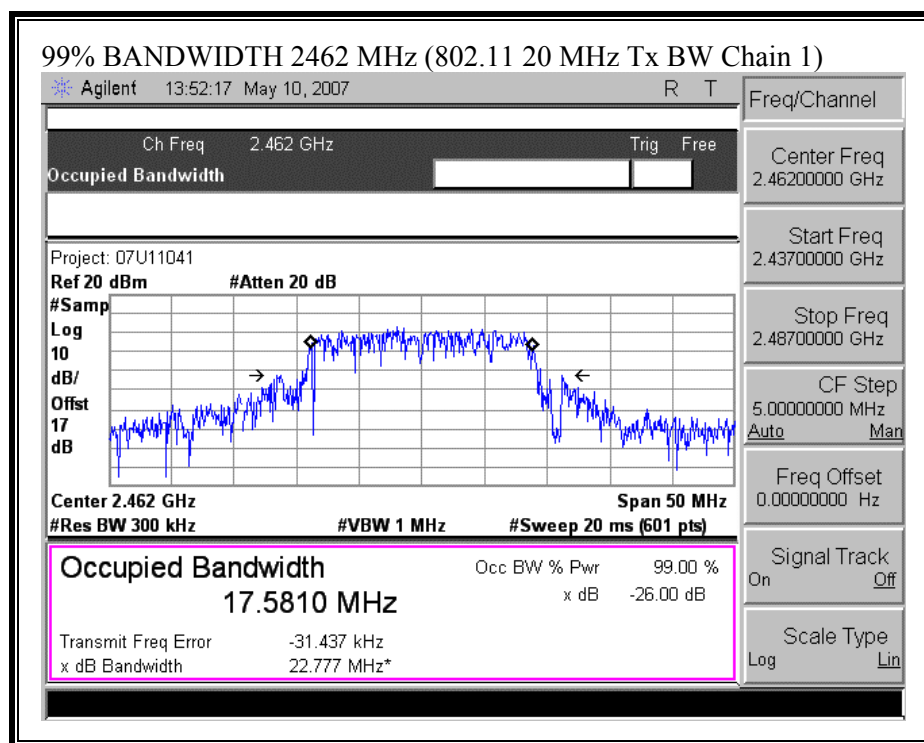 99% BANDWIDTH 2462 MHz (802.11 20 MHz Tx BW Chain 1)
Agilent 13:52:17 May 10, 2007 R T
Freq/Channel
Ch Freq 2.462 GHz Trig Free
Occupied Bandwidth
Center Freq
2.46200000 GHz
Start Freq
2.43700000 GHz
Stop Freq
2.48700000 GHz
CF Step
5.00000000 MHz
Auto Man
Freq Offset
0.00000000 Hz
Signal Track
On Off
Scale Type
Log Lin
Project: 07U11041
Ref 20 dBm #Atten 20 dB
#Samp
Log
10
dB/
Offst
17
dB
Center 2.462 GHz Span 50 MHz
#Res BW 300 kHz #VBW 1 MHz #Sweep 20 ms (601 pts)
Occupied Bandwidth Occ BW % Pwr 99.00 %
17.5810 MHz x dB -26.00 dB
Transmit Freq Error -31.437 kHz
x dB Bandwidth 22.777 MHz*